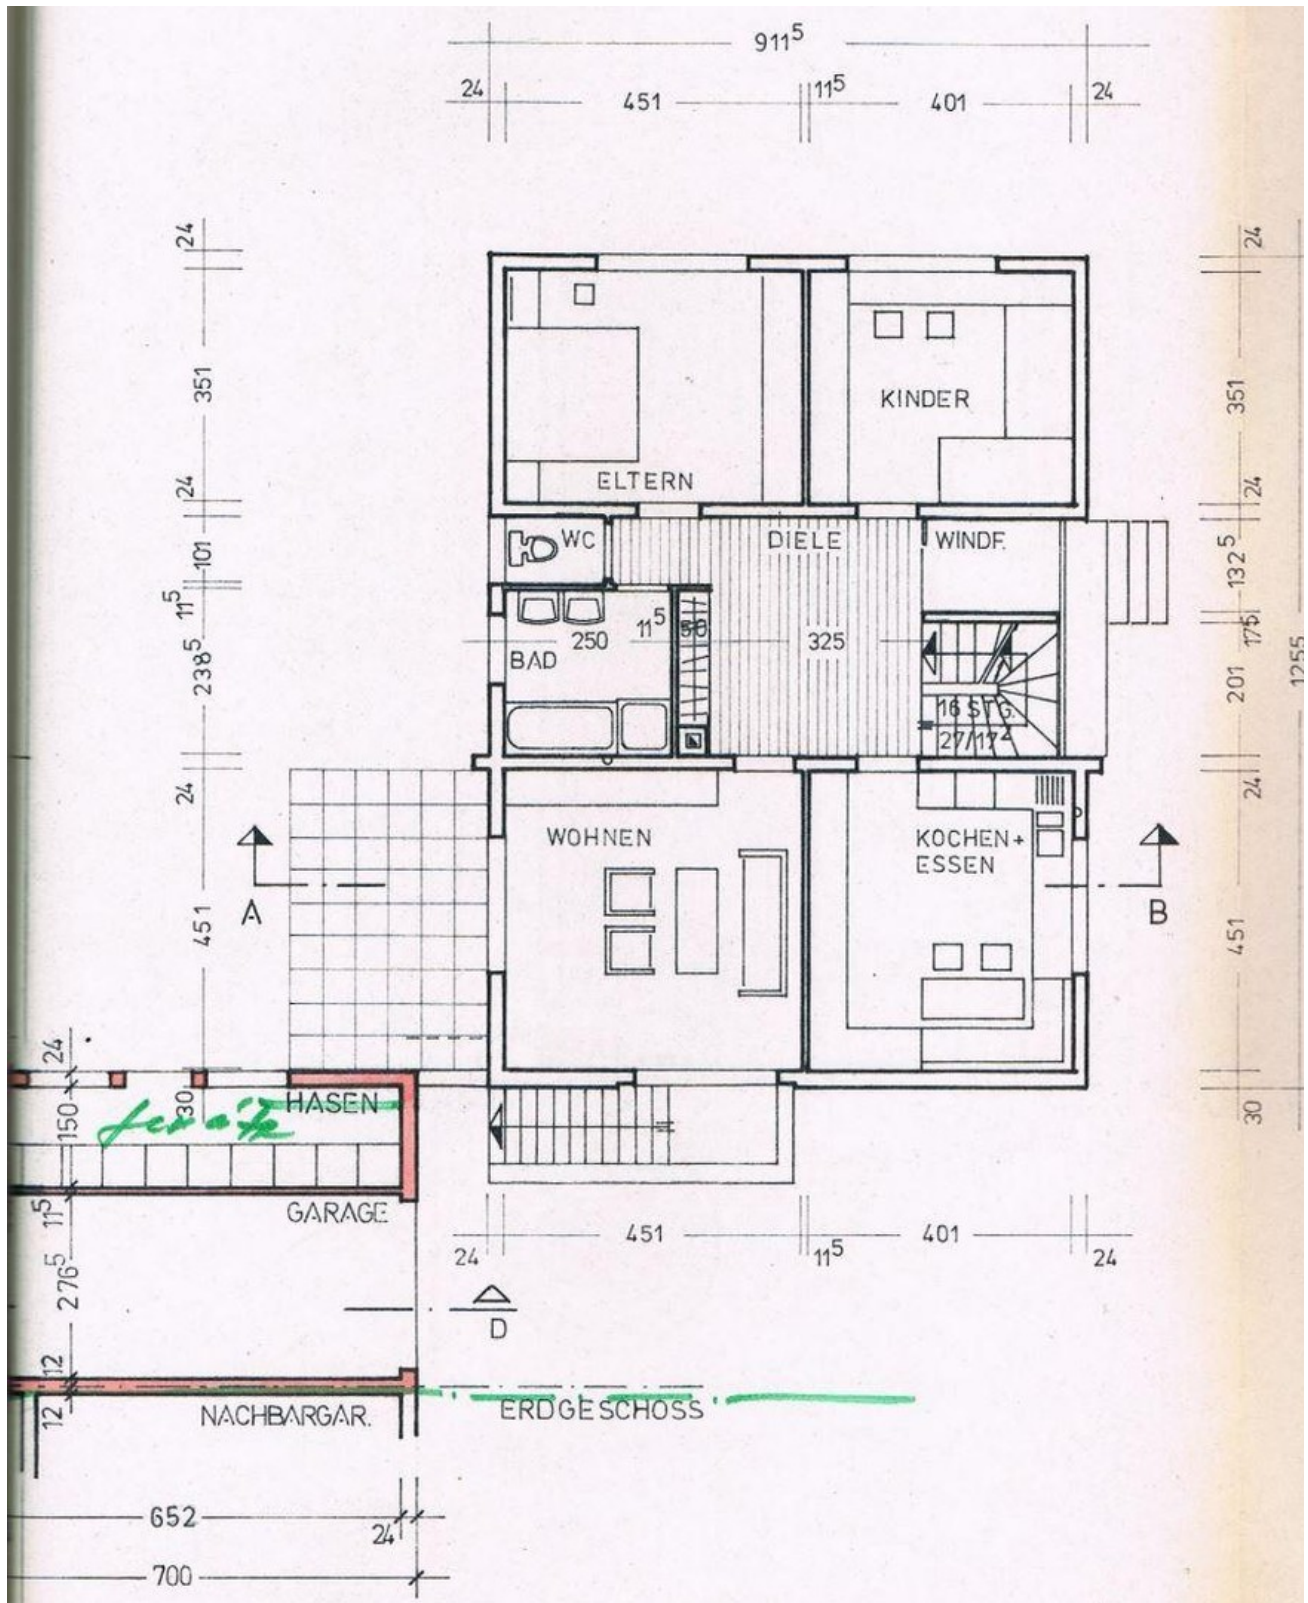 911⁵
24 451 11⁵ 401 24
24
24
351
351
KINDER
ELTERN
24
24
WC
DIELE
WINDF.
101
132⁵
11⁵
17⁵
250
11⁵
50
325
BAD
238⁵
201
1255
16 STG.
27/17²
24
24
WOHNEN
KOCHEN+
ESSEN
A
B
451
451
24
30
HASEN
150
30
GARAGE
11⁵
451
401
24
11⁵
24
276⁵
D
12
12
NACHBARGAR.
ERDGESCHOSS
652
24
700